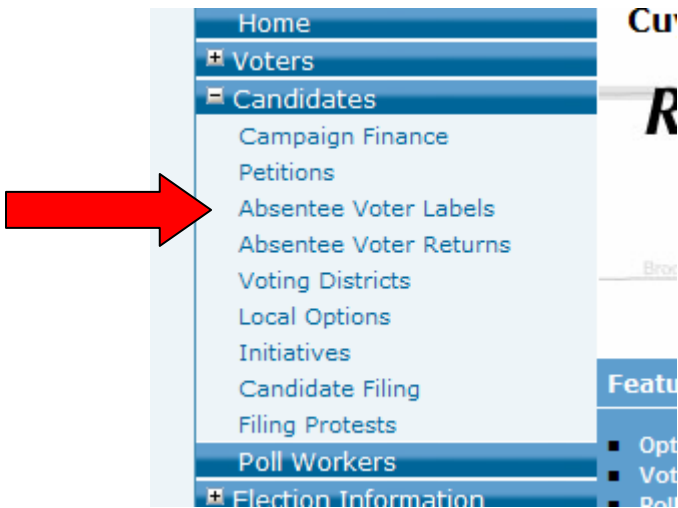 Home
Voters
Candidates
Campaign Finance
Petitions
Absentee Voter Labels
Absentee Voter Returns
Voting Districts
Local Options
Initiatives
Candidate Filing
Filing Protests
Poll Workers
Election Information